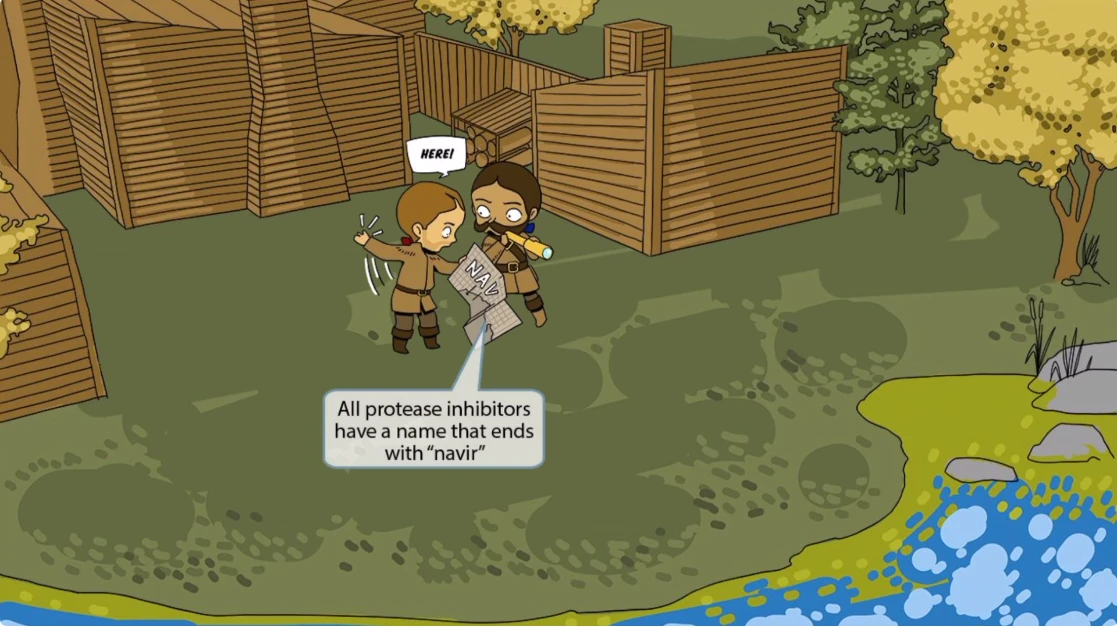 HERE!
NAV
All protease inhibitors
have a name that ends
with “navir”